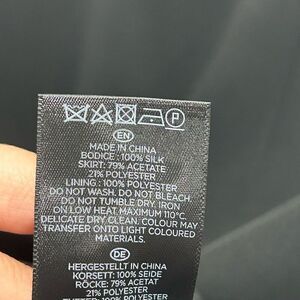 P
EN
MADE IN CHINA
BODICE: 100% SILK
SKIRT: 79% ACETATE
21% POLYESTER
LINING : 100% POLYESTER
DO NOT WASH. DO NOT BLEACH.
DO NOT TUMBLE DRY. IRON
ON LOW HEAT. MAXIMUM 110°C.
DELICATE DRY CLEAN. COLOUR MAY
TRANSFER ONTO LIGHT COLOURED
MATERIALS.
DE
HERGESTELLT IN CHINA
KORSETT: 100% SEIDE
RÖCKE: 79% ACETAT
21% POLYESTER